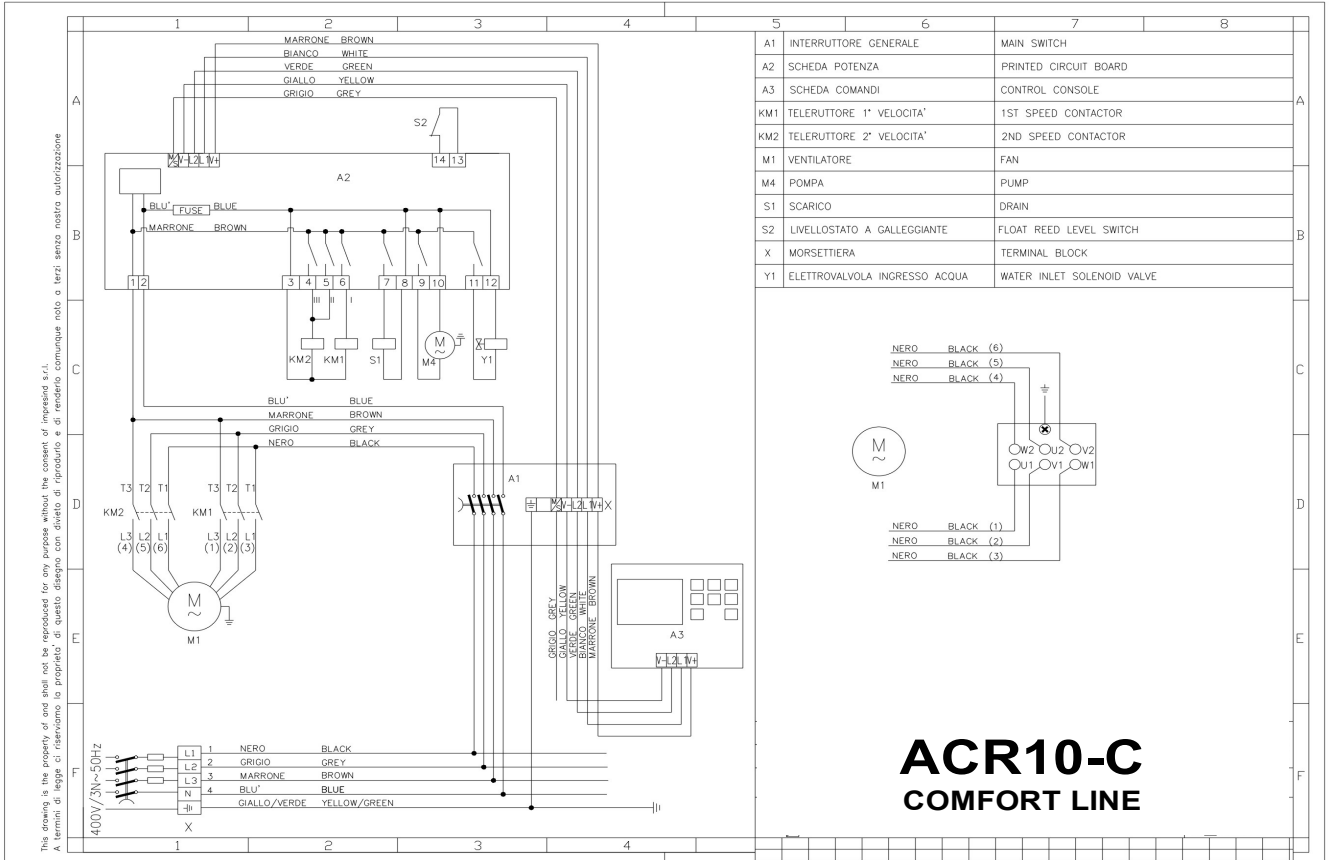 1 2 3 4 5 6 7 8
A
B
C
D
E
F
MARRONE BROWN
BIANCO WHITE
VERDE GREEN
GIALLO YELLOW
GRIGIO GREY
S2
V- L2 L1 V+
14 13
A2
BLU' FUSE BLUE
MARRONE BROWN
1 2 3 4 5 6 7 8 9 10 11 12
III II I
KM2 KM1 S1 M4 Y1
M
~
BLU' BLUE
MARRONE BROWN
GRIGIO GREY
NERO BLACK
A1
T3 T2 T1 T3 T2 T1
KM2 KM1
V- L2 L1 V+ X
L3 L2 L1 L3 L2 L1
(4) (5) (6) (1) (2) (3)
M
~
M1
GRIGIO GREY
GIALLO YELLOW
VERDE GREEN
BIANCO WHITE
MARRONE BROWN
A3
V- L2 L1 V+
400V/3N~50Hz
L1 1 NERO BLACK
L2 2 GRIGIO GREY
L3 3 MARRONE BROWN
N 4 BLU' BLUE
GIALLO/VERDE YELLOW/GREEN
X
1 2 3 4
A1 INTERRUTTORE GENERALE MAIN SWITCH
A2 SCHEDA POTENZA PRINTED CIRCUIT BOARD
A3 SCHEDA COMANDI CONTROL CONSOLE
KM1 TELERUTTORE 1° VELOCITA' 1ST SPEED CONTACTOR
KM2 TELERUTTORE 2° VELOCITA' 2ND SPEED CONTACTOR
M1 VENTILATORE FAN
M4 POMPA PUMP
S1 SCARICO DRAIN
S2 LIVELLOSTATO A GALLEGGIANTE FLOAT REED LEVEL SWITCH
X MORSETTIERA TERMINAL BLOCK
Y1 ELETTROVALVOLA INGRESSO ACQUA WATER INLET SOLENOID VALVE
A
B
C
D
E
F
NERO BLACK (6)
NERO BLACK (5)
NERO BLACK (4)
M
~
M1
W2 U2 V2
U1 V1 W1
NERO BLACK (1)
NERO BLACK (2)
NERO BLACK (3)
ACR10-C
COMFORT LINE
This drawing is the property of and shall not be reproduced for any purpose without the consent of impresind s.r.l.
A termini di legge ci riserviamo la proprieta' di questo disegno con divieto di riprodurlo e di renderlo comunque noto a terzi senza nostra autorizzazione